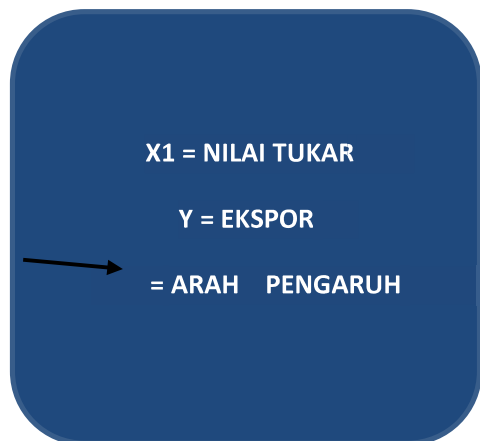 X1 = NILAI TUKAR
Y = EKSPOR
= ARAH PENGARUH